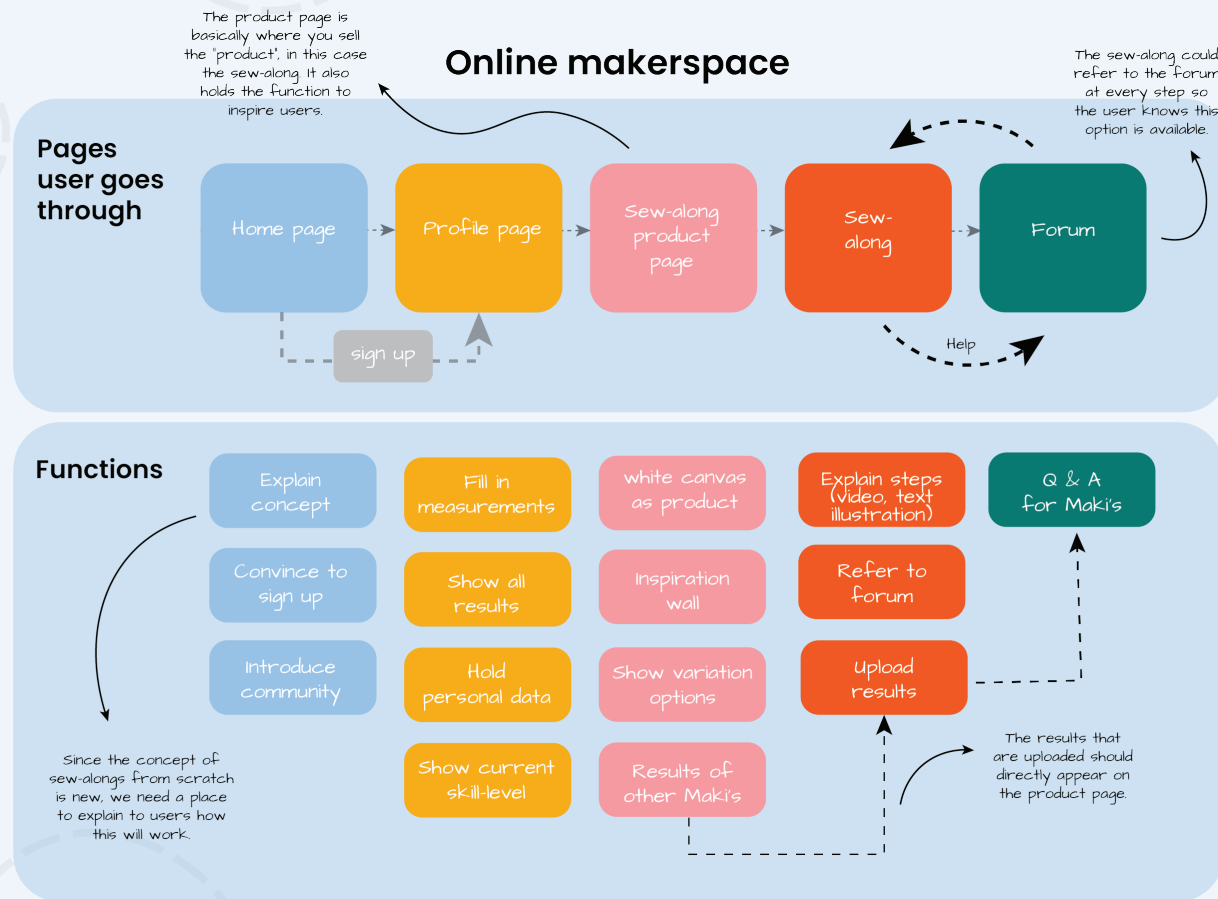 The product page is
basically where you sell
the "product", in this case
the sew-along. It also
holds the function to
inspire users.
Online makerspace
The sew-along could
refer to the forum
at every step so
the user knows this
option is available.
Pages
user goes
through
Home page
Profile page
Sew-along
product
page
Sew-
along
Forum
sign up
Help
Functions
Explain
concept
Convince to
sign up
Introduce
community
Fill in
measurements
Show all
results
Hold
personal data
Show current
skill-level
white canvas
as product
Inspiration
wall
Show variation
options
Results of
other Maki's
Explain steps
(video, text
illustration)
Refer to
forum
Upload
results
Q & A
for Maki's
Since the concept of
sew-alongs from scratch
is new, we need a place
to explain to users how
this will work.
The results that
are uploaded should
directly appear on
the product page.